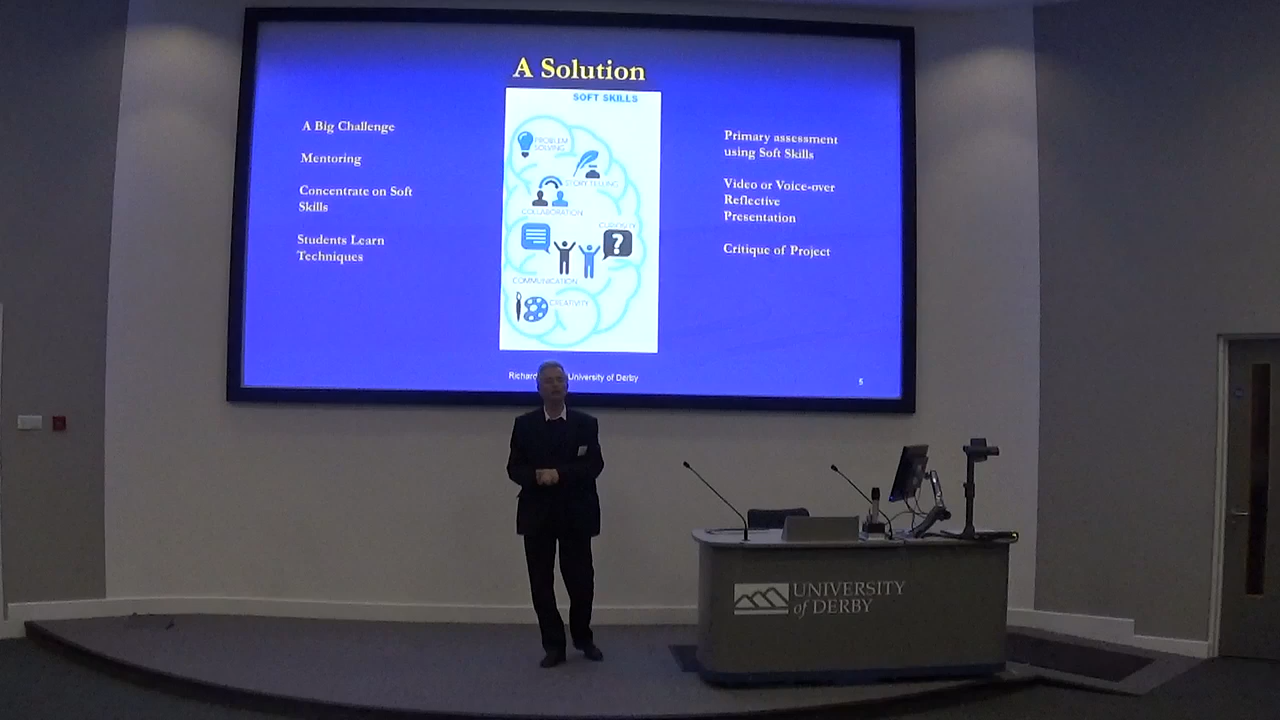 A Solution
A Big Challenge
Mentoring
Concentrate on Soft
Skills
Students Learn
Techniques
SOFT SKILLS
PROBLEM
SOLVING
STORYTELLING
COLLABORATION
CURIOSITY
?
COMMUNICATION
CREATIVITY
Primary assessment
using Soft Skills
Video or Voice-over
Reflective
Presentation
Critique of Project
Richard University of Derby
5
UNIVERSITY
of DERBY